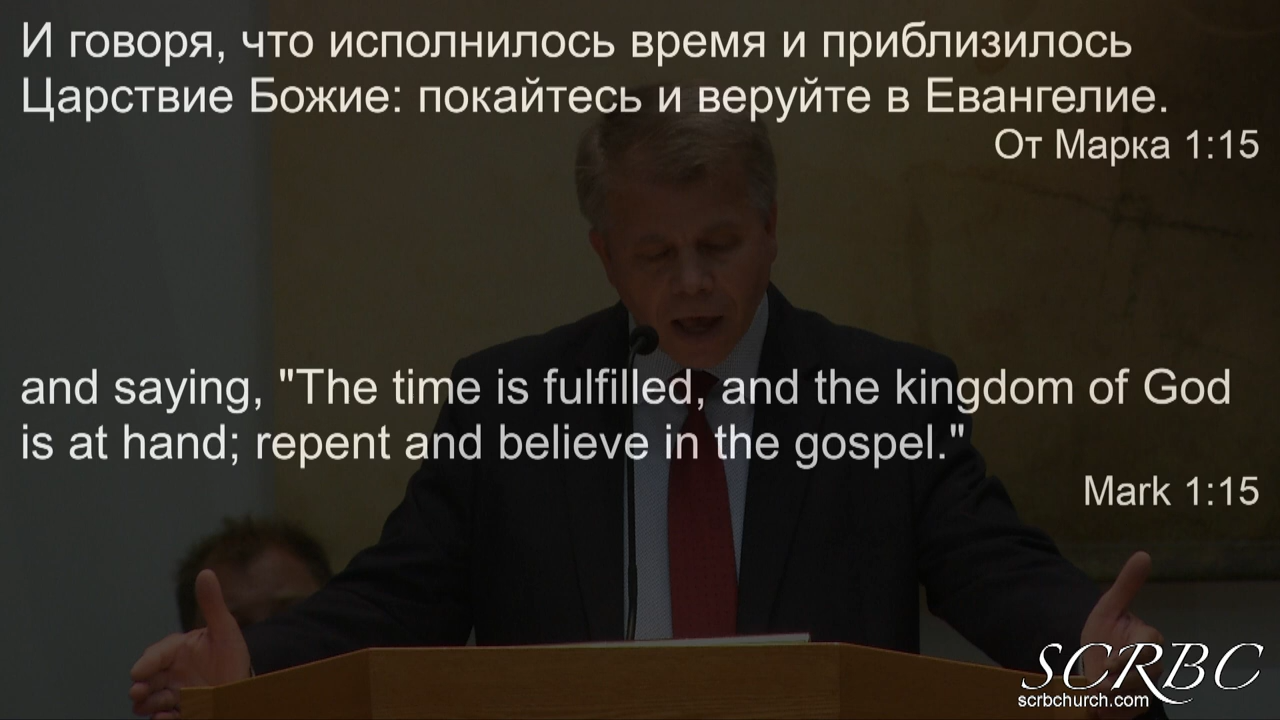 И говоря, что исполнилось время и приблизилось
Царствие Божие: покайтесь и веруйте в Евангелие.
От Марка 1:15
and saying, "The time is fulfilled, and the kingdom of God
is at hand; repent and believe in the gospel."
Mark 1:15
SCRBC
scrbchurch.com